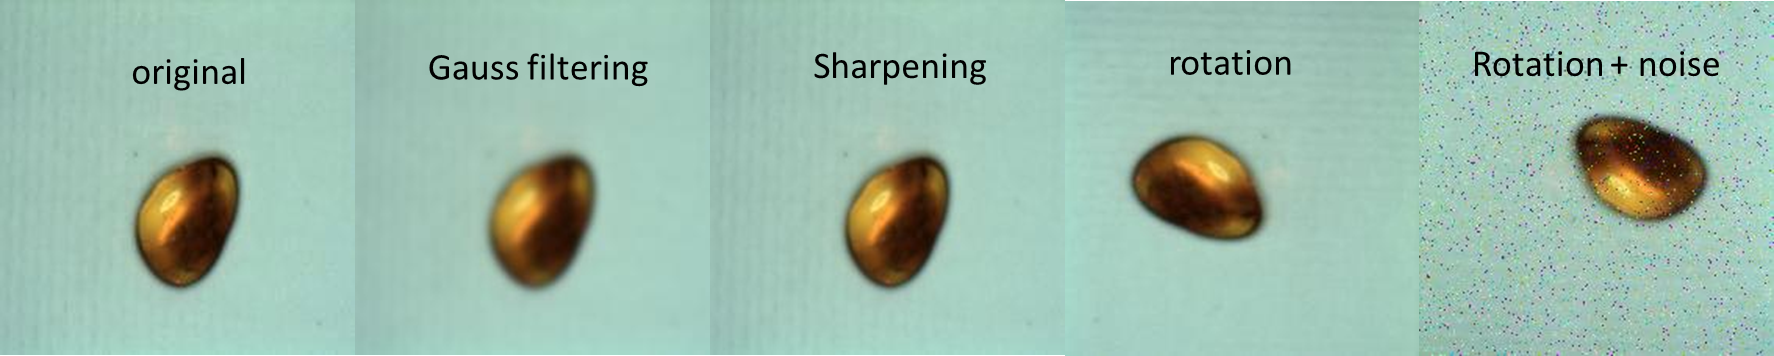 original
Gauss filtering
Sharpening
rotation
Rotation + noise